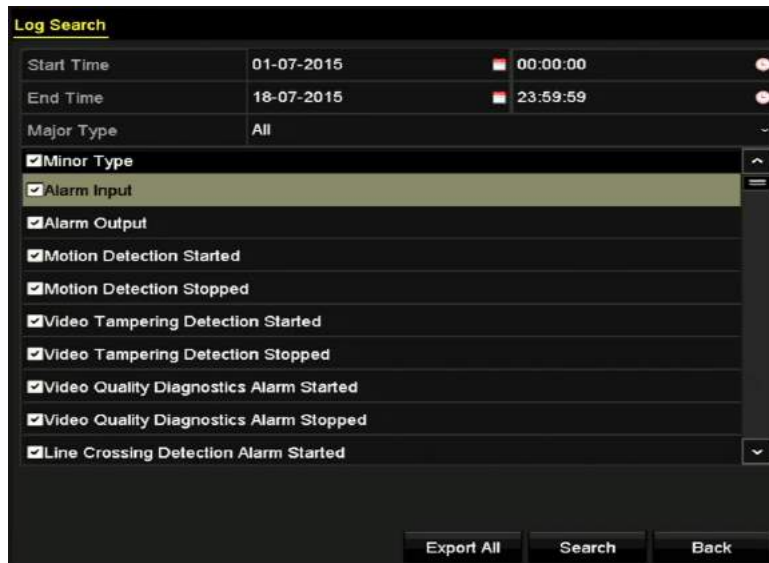 Log Search
Start Time 01-07-2015 00:00:00
End Time 18-07-2015 23:59:59
Major Type All
Minor Type
Alarm Input
Alarm Output
Motion Detection Started
Motion Detection Stopped
Video Tampering Detection Started
Video Tampering Detection Stopped
Video Quality Diagnostics Alarm Started
Video Quality Diagnostics Alarm Stopped
Line Crossing Detection Alarm Started
Export All Search Back